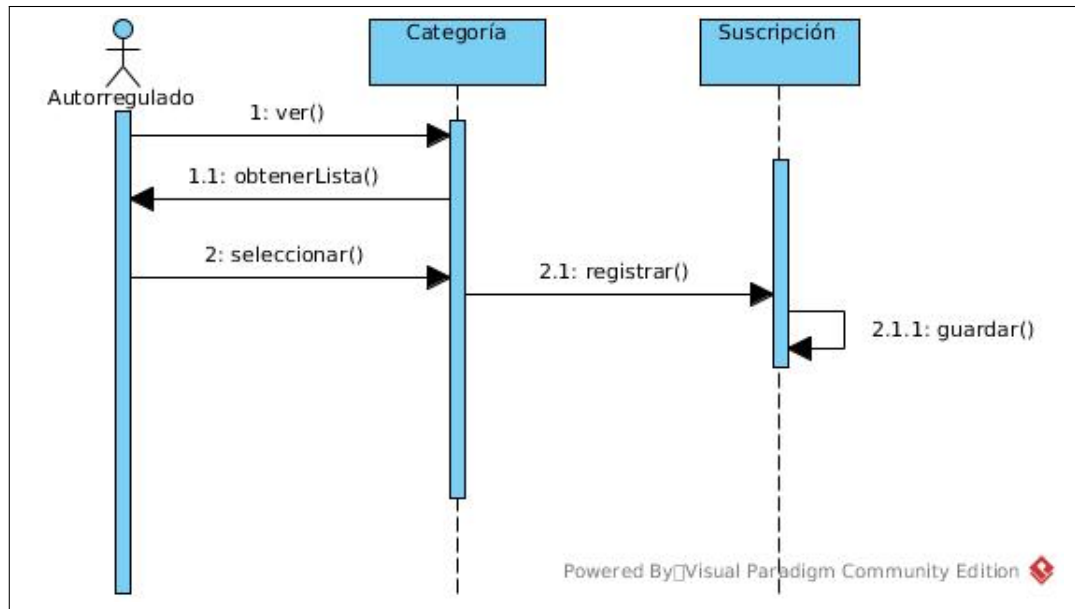 Categoría
Suscripción
Autorregulado
1: ver()
1.1: obtenerLista()
2: seleccionar()
2.1: registrar()
2.1.1: guardar()
Powered By Visual Paradigm Community Edition